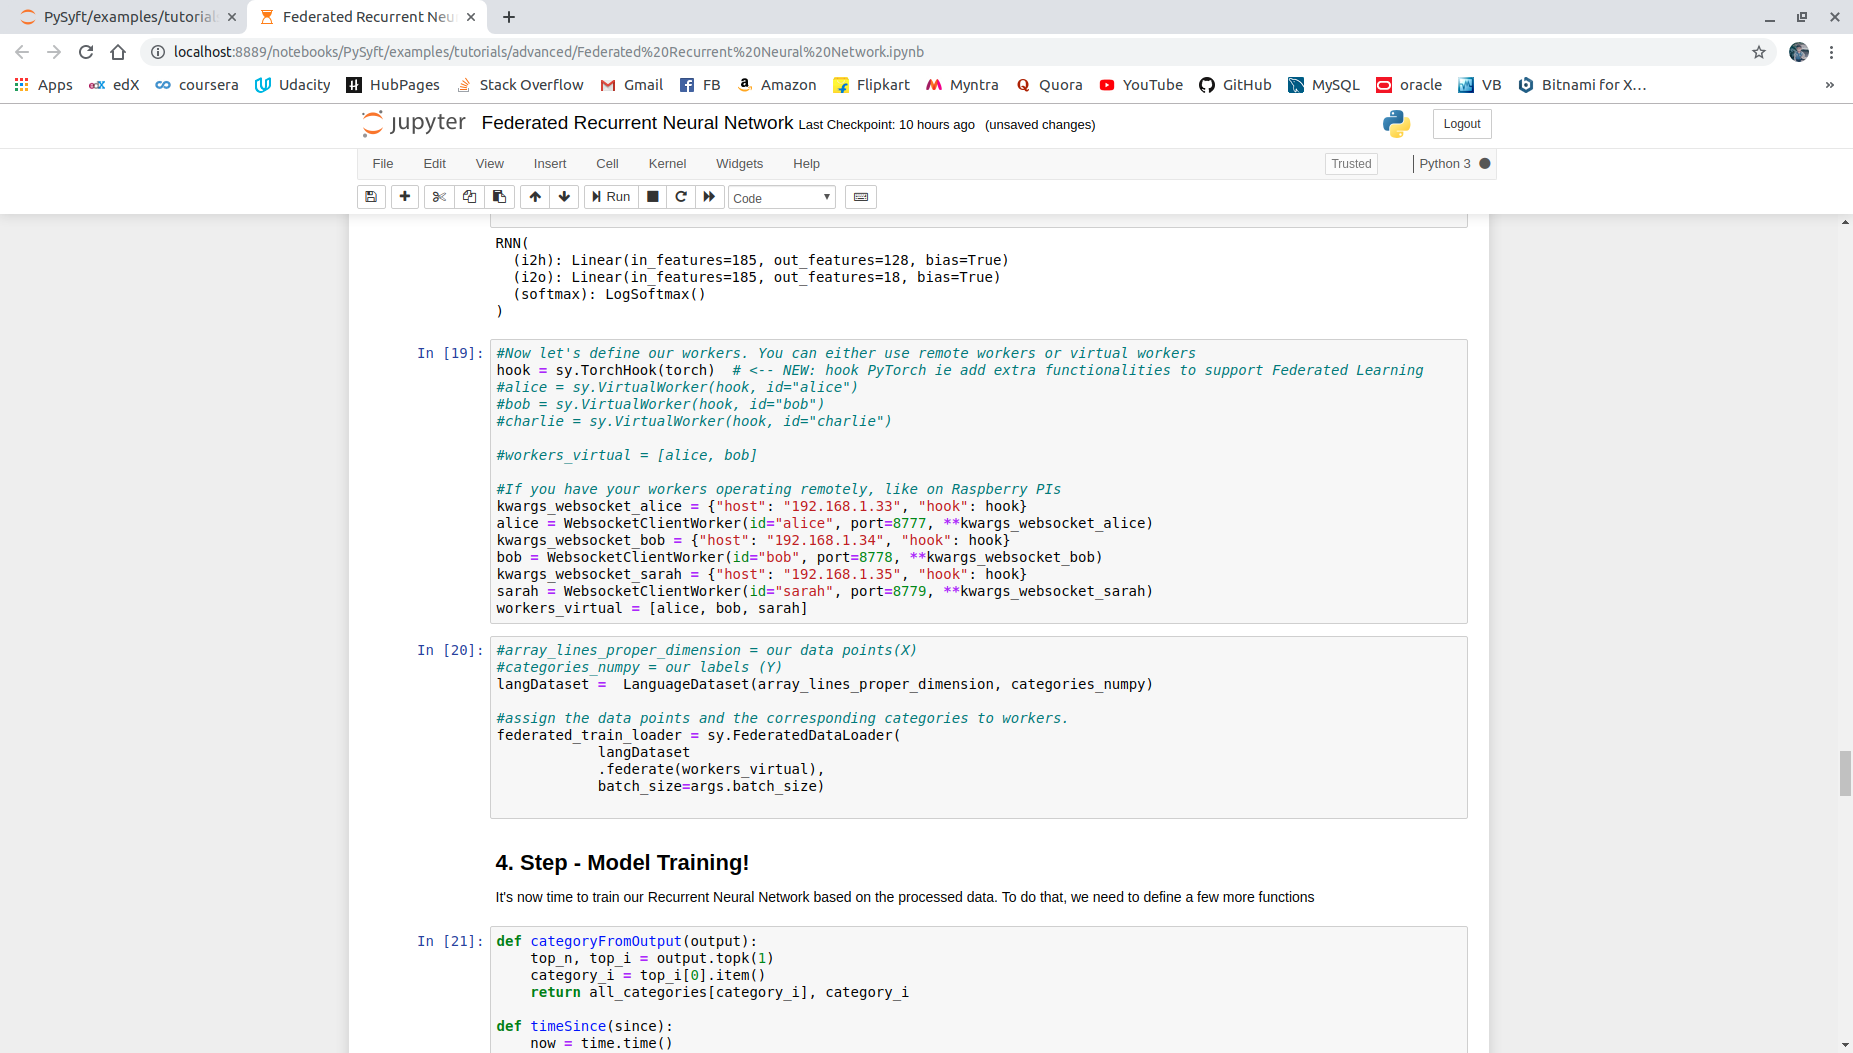 PySyft/examples/tutorials
Federated Recurrent Neu
localhost:8889/notebooks/PySyft/examples/tutorials/advanced/Federated%20Recurrent%20Neural%20Network.ipynb
Apps edX coursera Udacity HubPages Stack Overflow Gmail FB Amazon Flipkart Myntra Quora YouTube GitHub MySQL oracle VB Bitnami for X… »
jupyter Federated Recurrent Neural Network Last Checkpoint: 10 hours ago (unsaved changes) Logout
File Edit View Insert Cell Kernel Widgets Help Trusted Python 3
Run Code
RNN(
  (i2h): Linear(in_features=185, out_features=128, bias=True)
  (i2o): Linear(in_features=185, out_features=18, bias=True)
  (softmax): LogSoftmax()
)
In [19]: #Now let's define our workers. You can either use remote workers or virtual workers
hook = sy.TorchHook(torch)  # <-- NEW: hook PyTorch ie add extra functionalities to support Federated Learning
#alice = sy.VirtualWorker(hook, id="alice")
#bob = sy.VirtualWorker(hook, id="bob")
#charlie = sy.VirtualWorker(hook, id="charlie")
#workers_virtual = [alice, bob]
#If you have your workers operating remotely, like on Raspberry PIs
kwargs_websocket_alice = {"host": "192.168.1.33", "hook": hook}
alice = WebsocketClientWorker(id="alice", port=8777, **kwargs_websocket_alice)
kwargs_websocket_bob = {"host": "192.168.1.34", "hook": hook}
bob = WebsocketClientWorker(id="bob", port=8778, **kwargs_websocket_bob)
kwargs_websocket_sarah = {"host": "192.168.1.35", "hook": hook}
sarah = WebsocketClientWorker(id="sarah", port=8779, **kwargs_websocket_sarah)
workers_virtual = [alice, bob, sarah]
In [20]: #array_lines_proper_dimension = our data points(X)
#categories_numpy = our labels (Y)
langDataset =  LanguageDataset(array_lines_proper_dimension, categories_numpy)
#assign the data points and the corresponding categories to workers.
federated_train_loader = sy.FederatedDataLoader(
            langDataset
            .federate(workers_virtual),
            batch_size=args.batch_size)
4. Step - Model Training!
It's now time to train our Recurrent Neural Network based on the processed data. To do that, we need to define a few more functions
In [21]: def categoryFromOutput(output):
    top_n, top_i = output.topk(1)
    category_i = top_i[0].item()
    return all_categories[category_i], category_i
def timeSince(since):
    now = time.time()